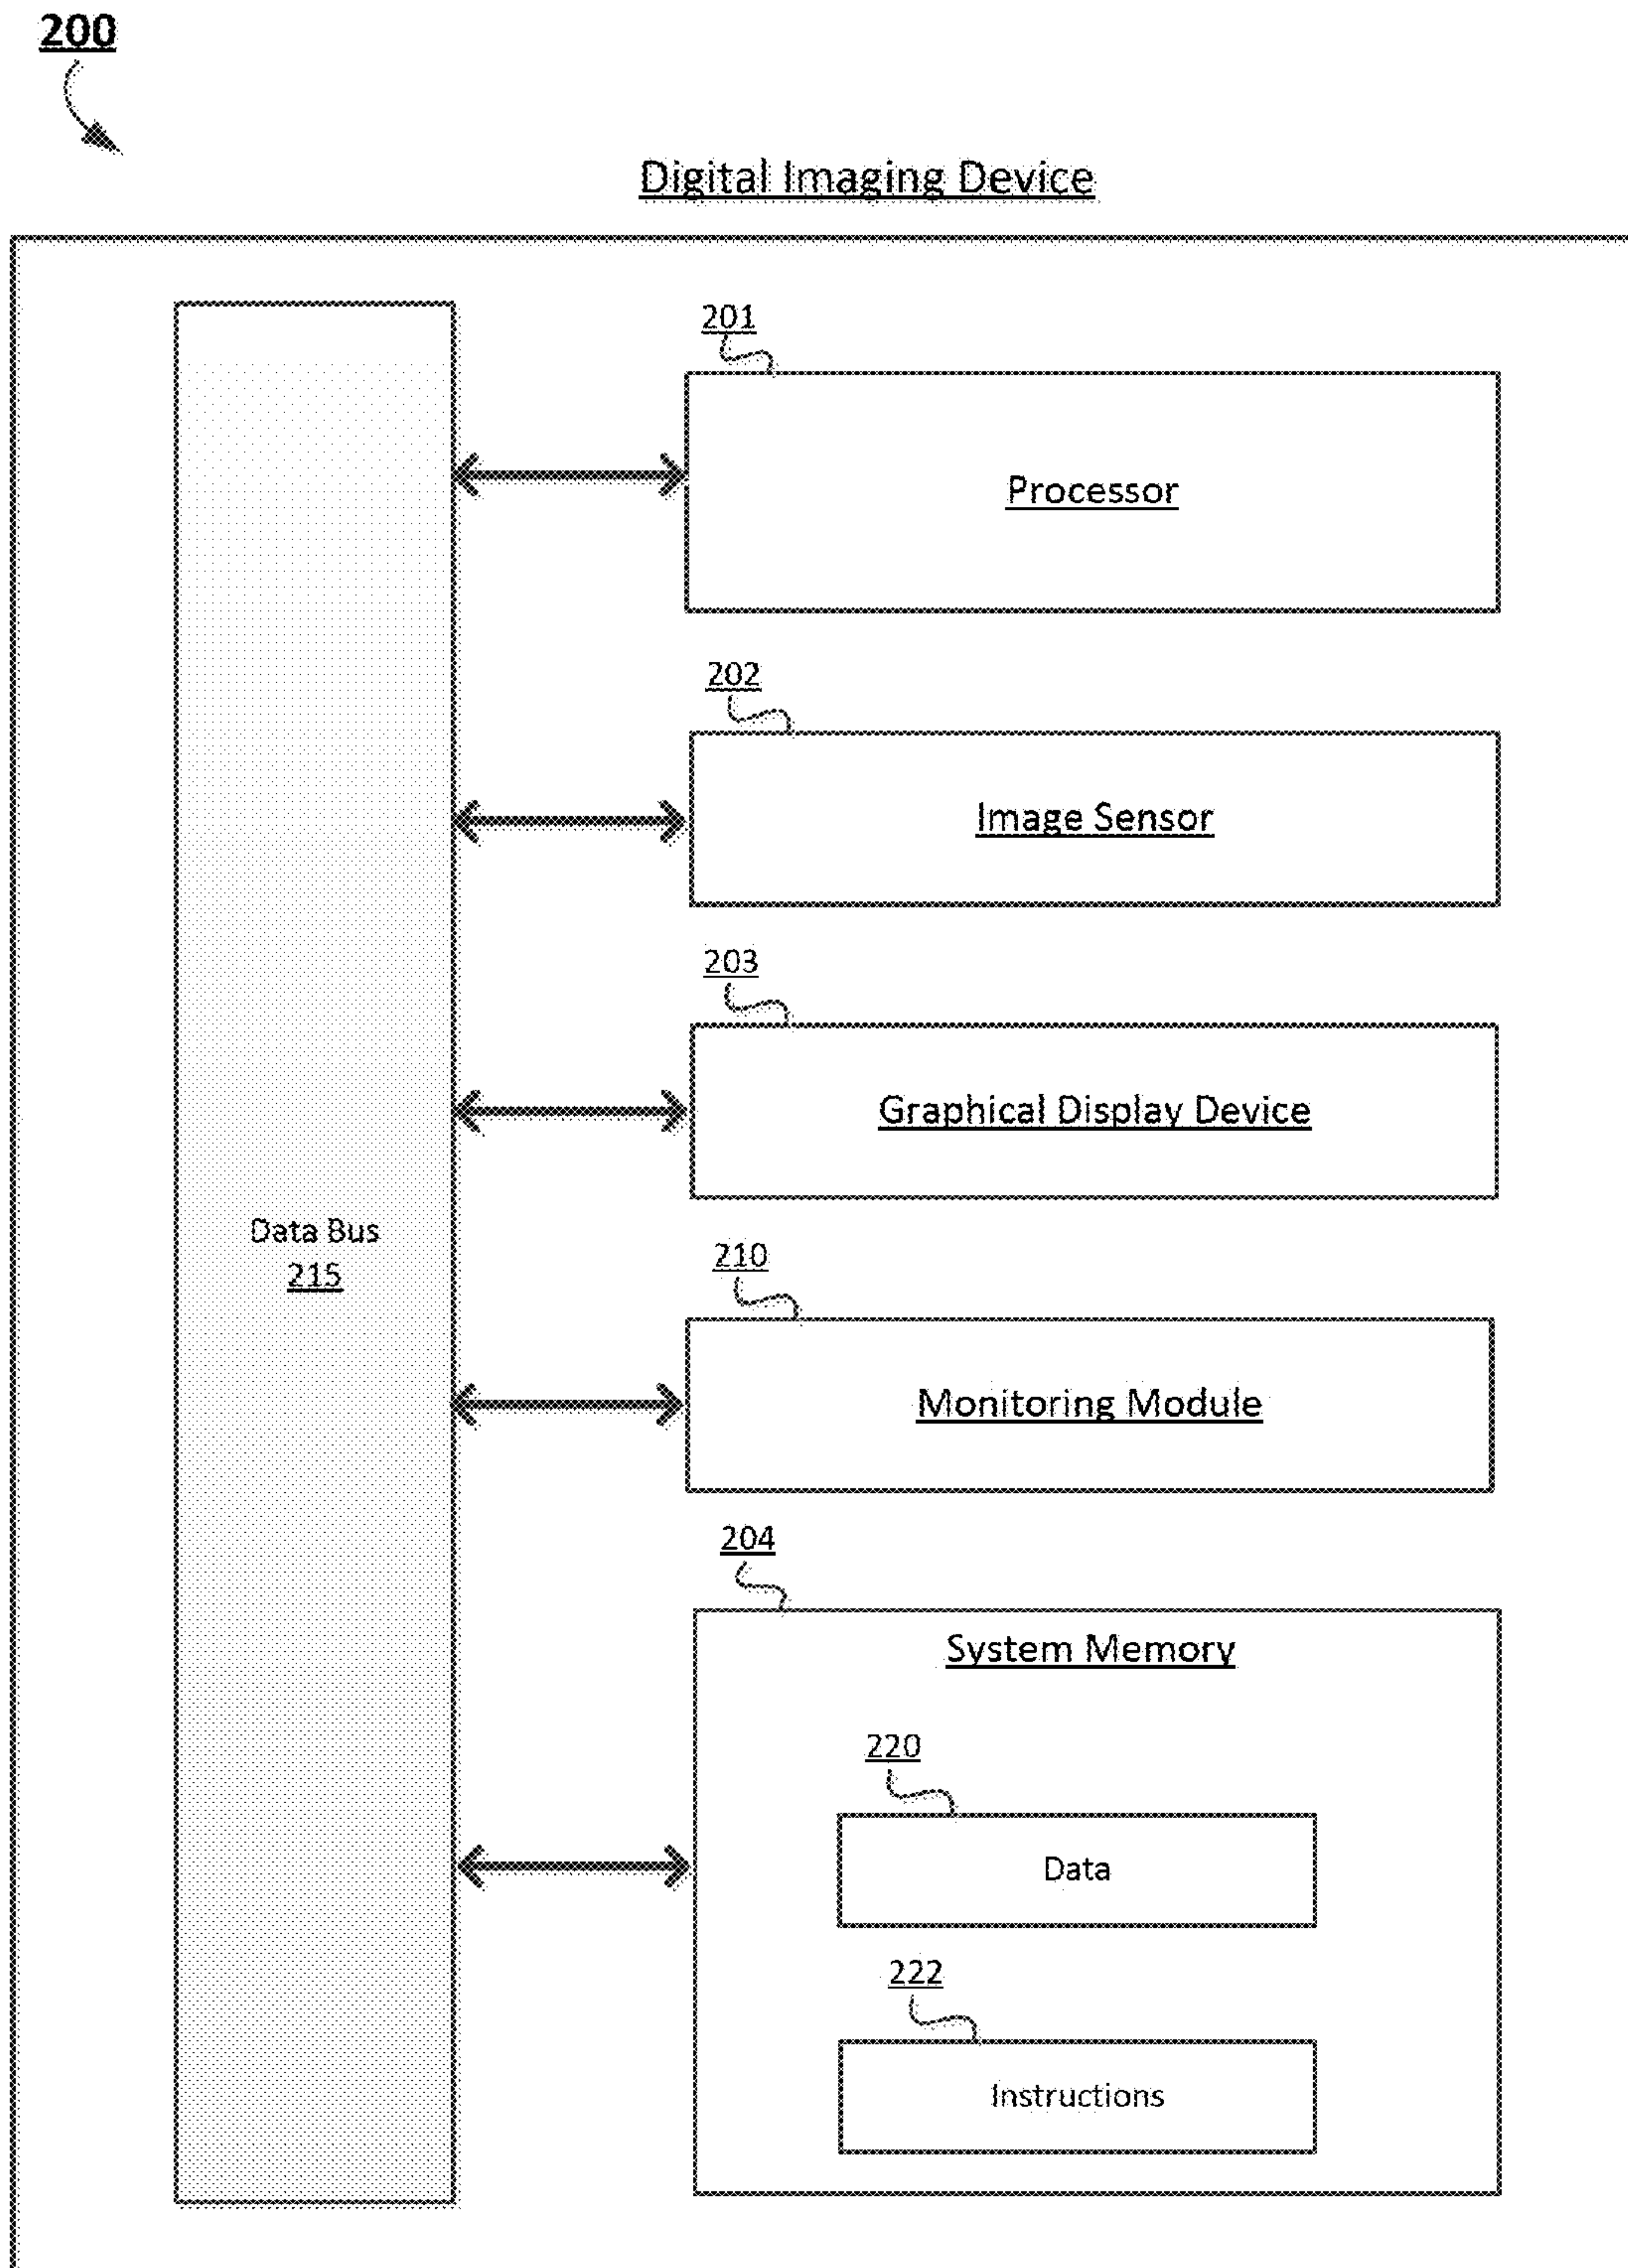 200
Digital Imaging Device
201
Processor
202
Image Sensor
203
Graphical Display Device
Data Bus
215
210
Monitoring Module
204
System Memory
220
Data
222
Instructions